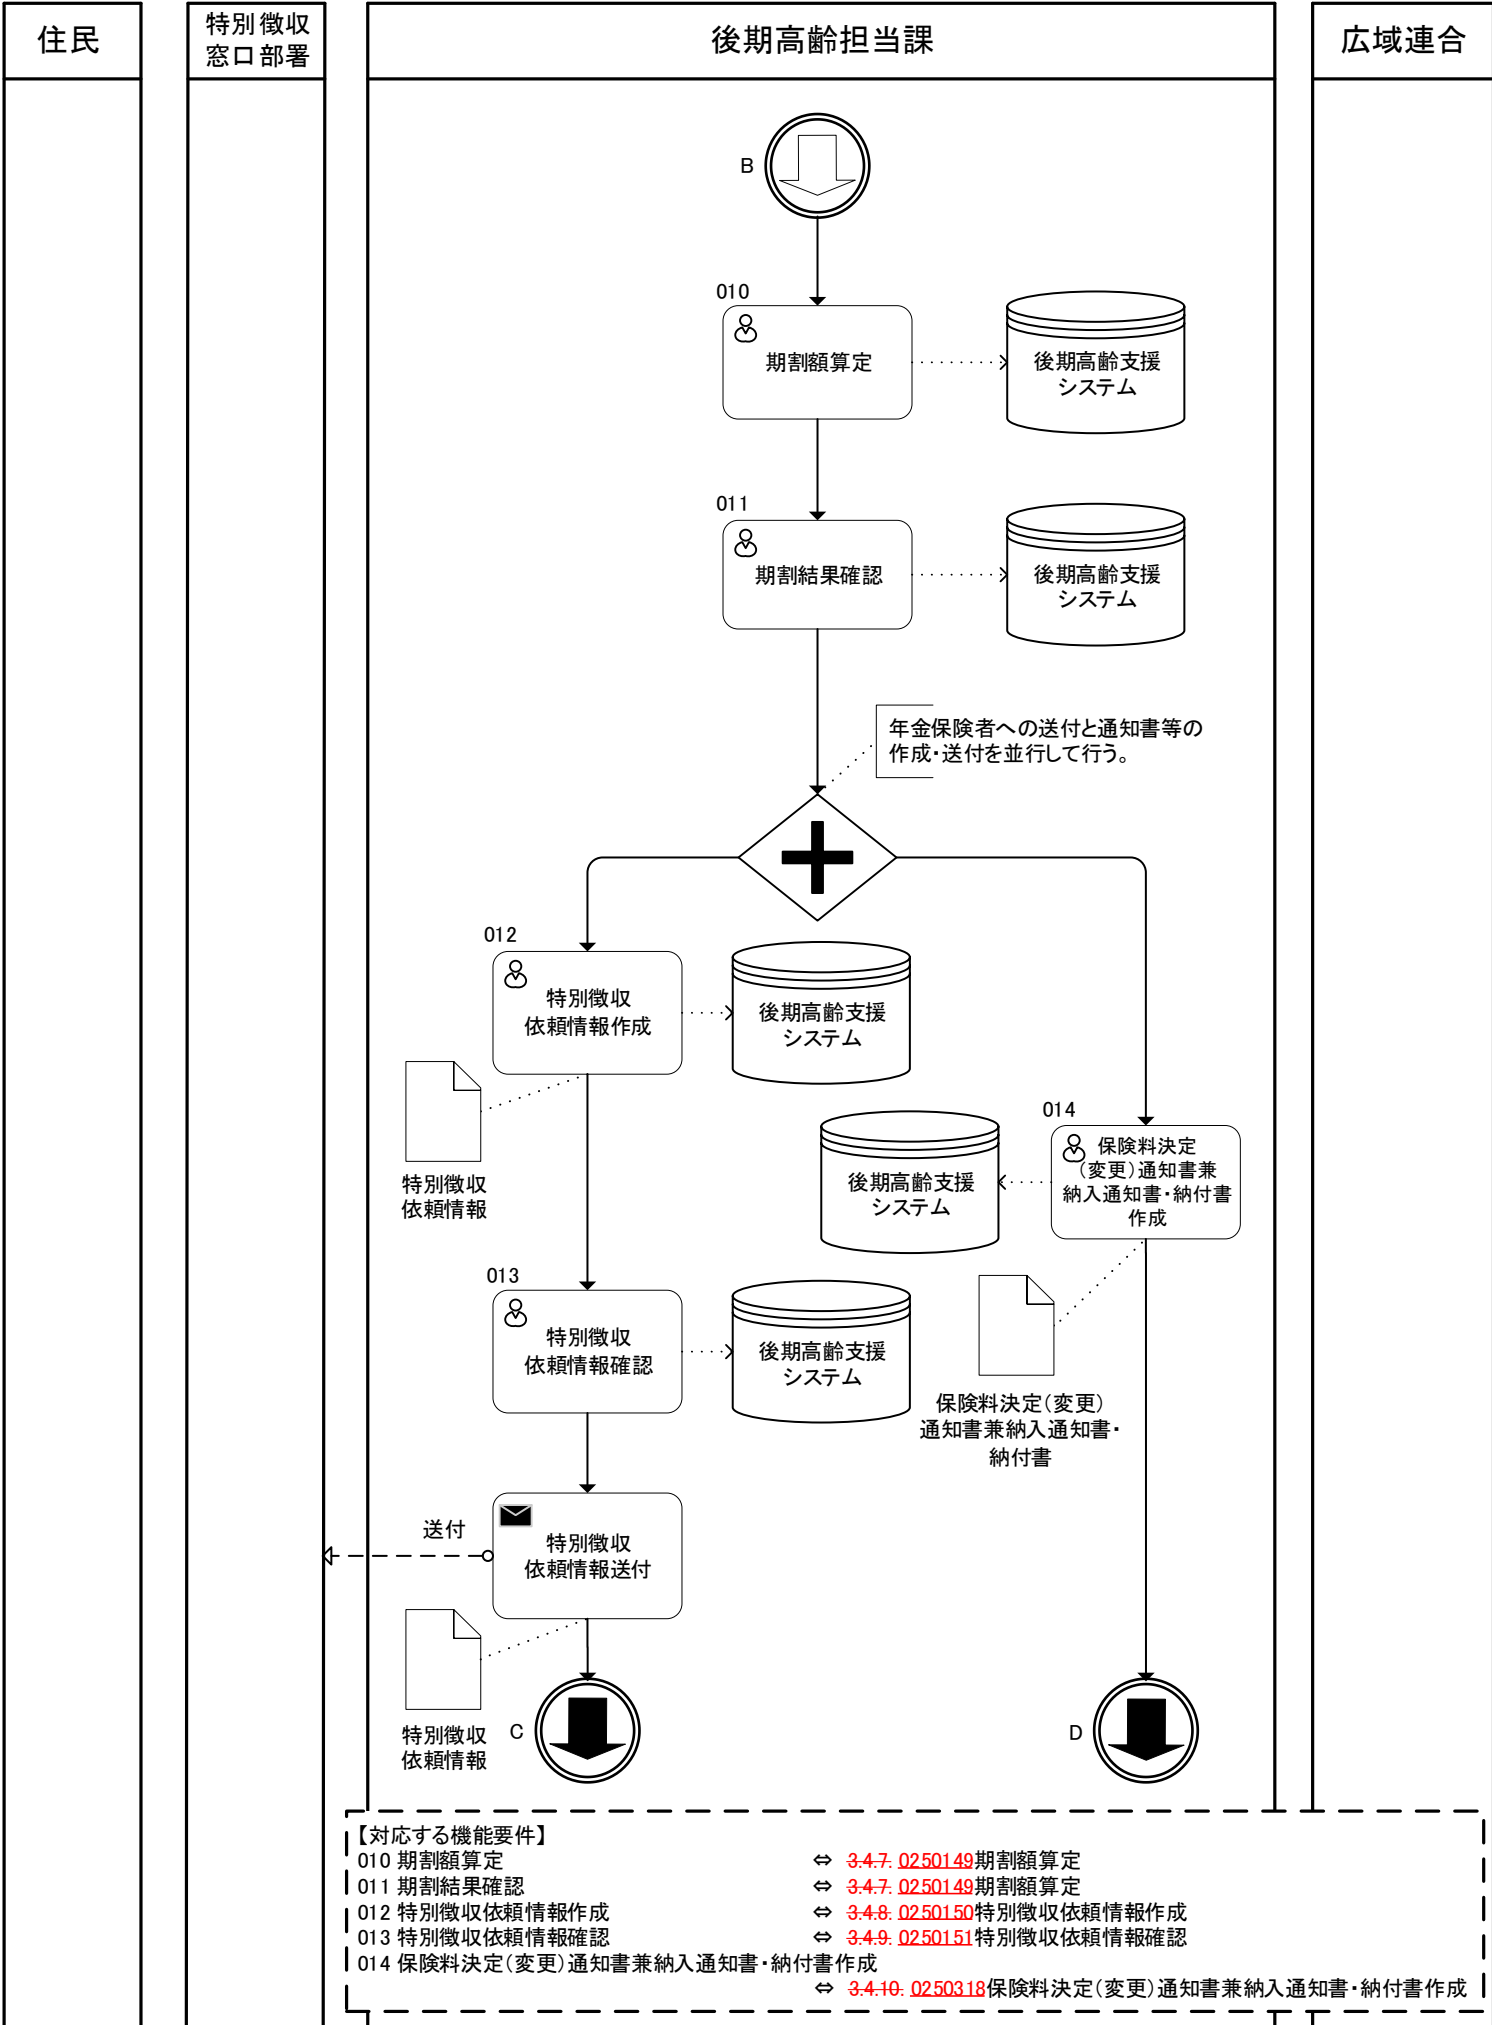 住民
特別徴収
窓口部署
後期高齢担当課
広域連合
B
010
期割額算定
後期高齢支援
システム
011
期割結果確認
後期高齢支援
システム
年金保険者への送付と通知書等の
作成・送付を並行して行う。
012
特別徴収
依頼情報作成
後期高齢支援
システム
特別徴収
依頼情報
014
保険料決定
(変更)通知書兼
納入通知書・納付書
作成
後期高齢支援
システム
013
特別徴収
依頼情報確認
後期高齢支援
システム
保険料決定(変更)
通知書兼納入通知書・
納付書
送付
特別徴収
依頼情報送付
特別徴収
依頼情報
C
D
【対応する機能要件】
010 期割額算定 ⇔ 3.4.7. 0250149期割額算定
011 期割結果確認 ⇔ 3.4.7. 0250149期割額算定
012 特別徴収依頼情報作成 ⇔ 3.4.8. 0250150特別徴収依頼情報作成
013 特別徴収依頼情報確認 ⇔ 3.4.9. 0250151特別徴収依頼情報確認
014 保険料決定(変更)通知書兼納入通知書・納付書作成
⇔ 3.4.10. 0250318保険料決定(変更)通知書兼納入通知書・納付書作成